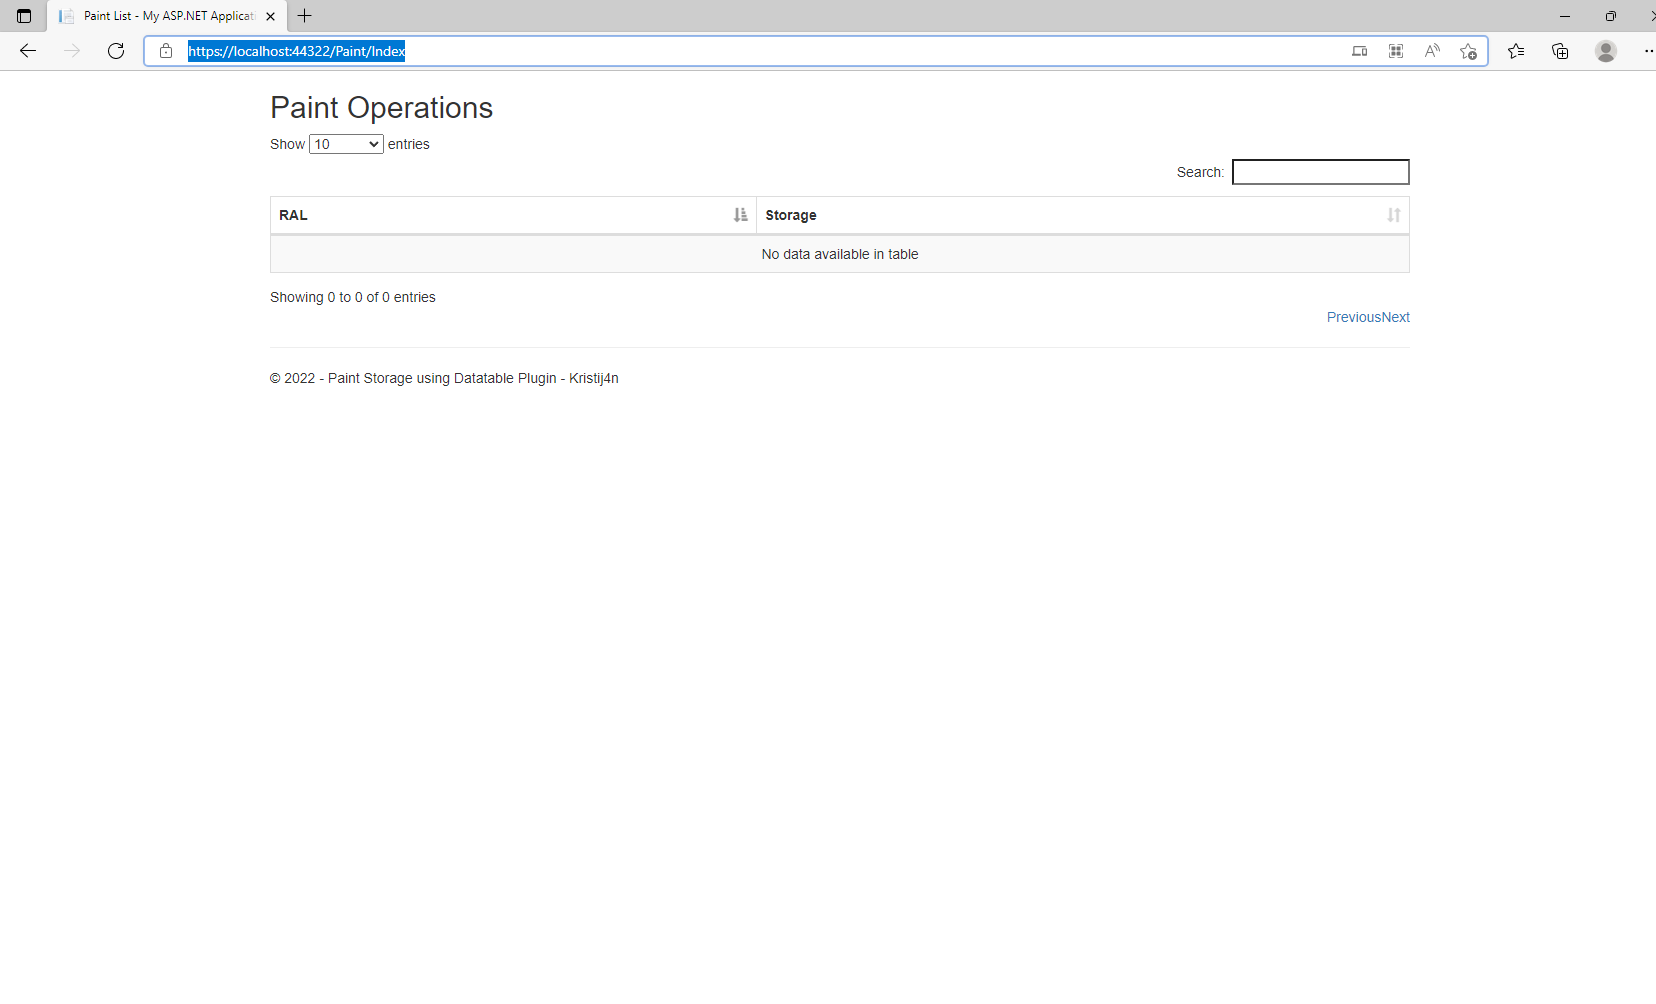 Paint List - My ASP.NET Applicati
https://localhost:44322/Paint/Index
Paint Operations
Show 10 entries
Search:
RAL Storage
No data available in table
Showing 0 to 0 of 0 entries
PreviousNext
© 2022 - Paint Storage using Datatable Plugin - Kristij4n